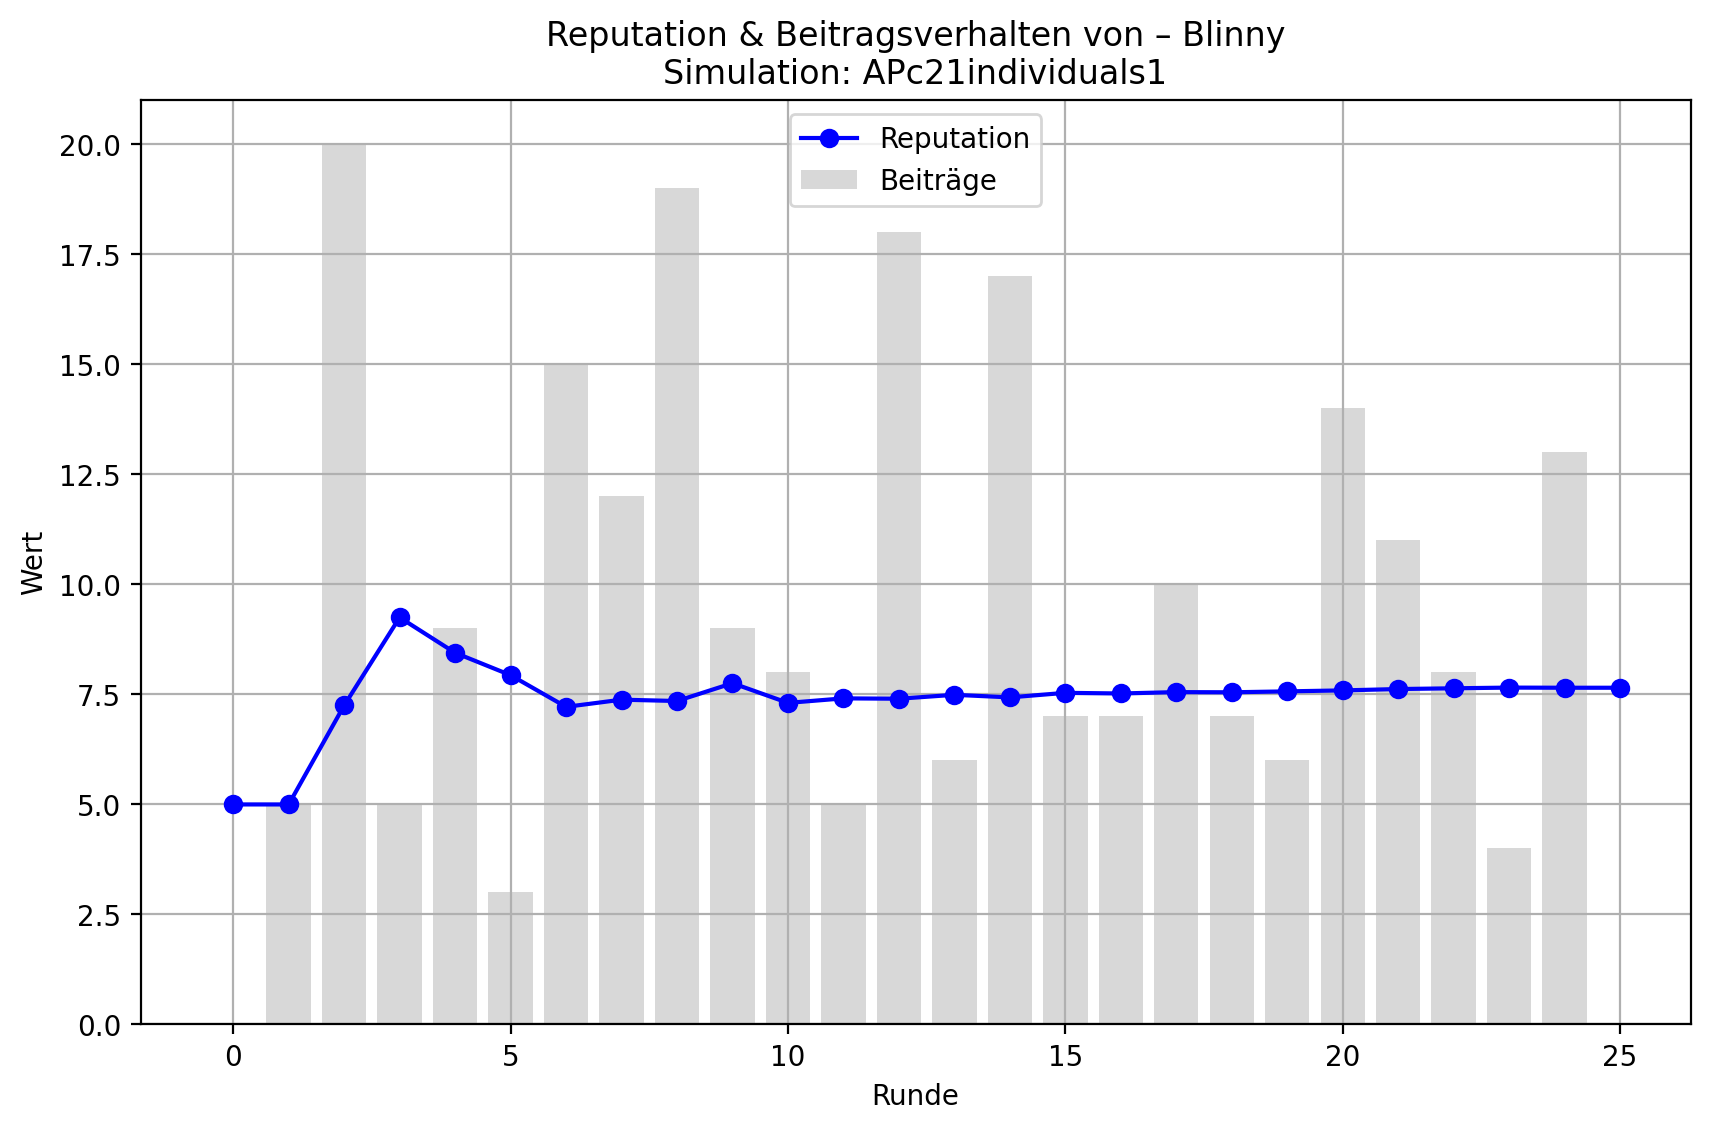 Reputation & Beitragsverhalten von – Blinny
Simulation: APc21individuals1
Reputation
Beiträge
20.0
17.5
15.0
12.5
10.0
7.5
5.0
2.5
0.0
Wert
0 5 10 15 20 25
Runde